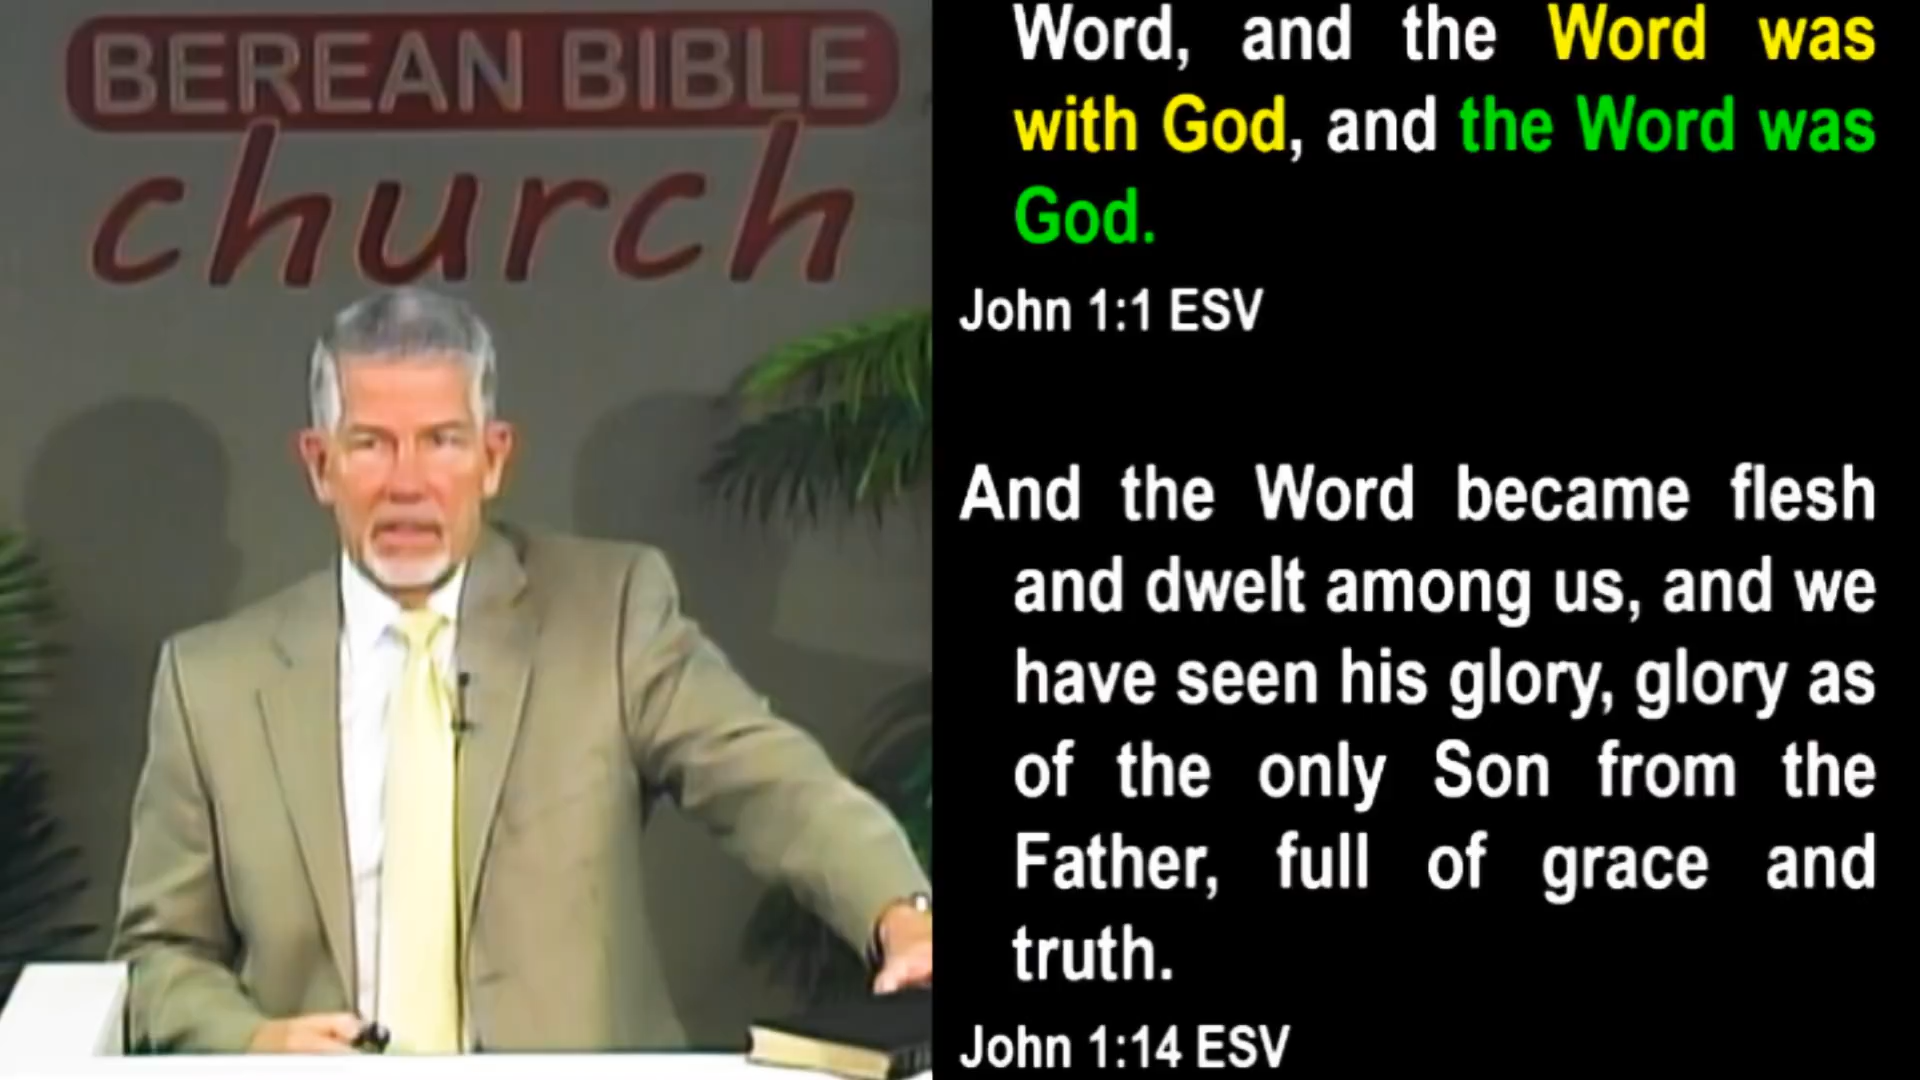 BEREAN BIBLE
church
Word, and the Word was
with God, and the Word was
God.
John 1:1 ESV
And the Word became flesh
and dwelt among us, and we
have seen his glory, glory as
of the only Son from the
Father, full of grace and
truth.
John 1:14 ESV